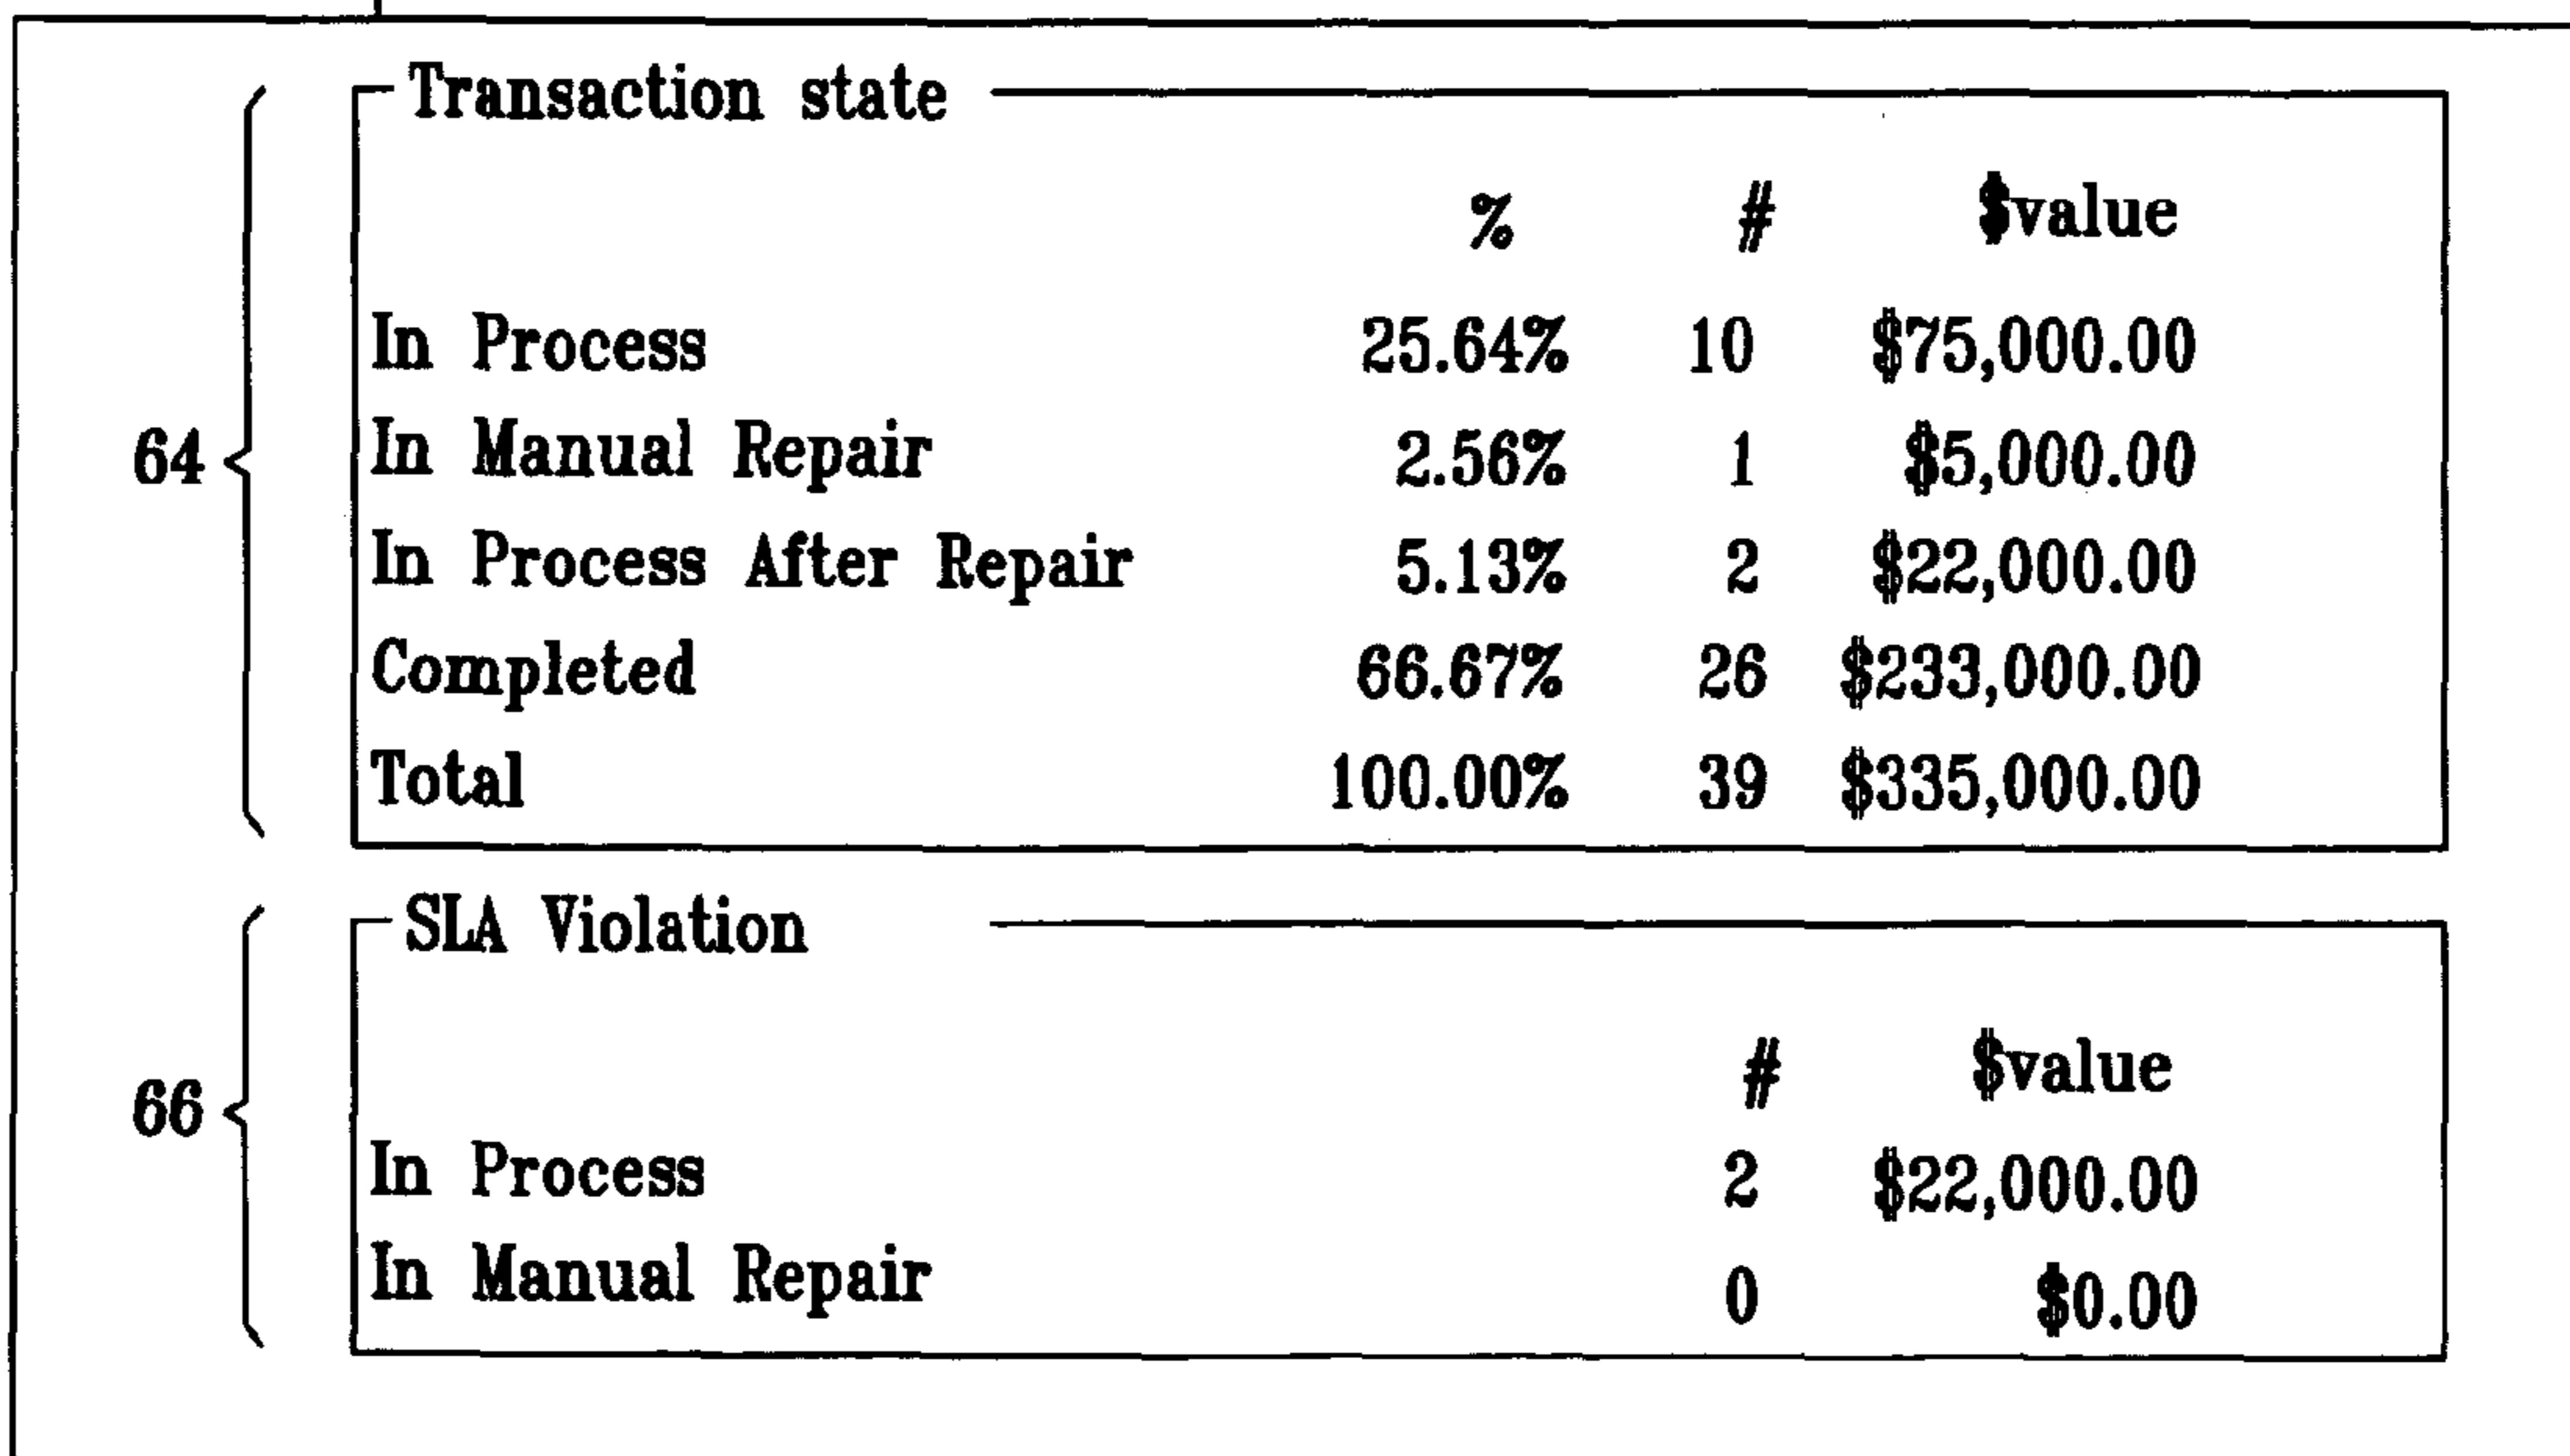 Transaction state
% # $value
In Process 25.64% 10 $75,000.00
In Manual Repair 2.56% 1 $5,000.00
64
In Process After Repair 5.13% 2 $22,000.00
Completed 66.67% 26 $233,000.00
Total 100.00% 39 $335,000.00
SLA Violation
# $value
66
In Process 2 $22,000.00
In Manual Repair 0 $0.00